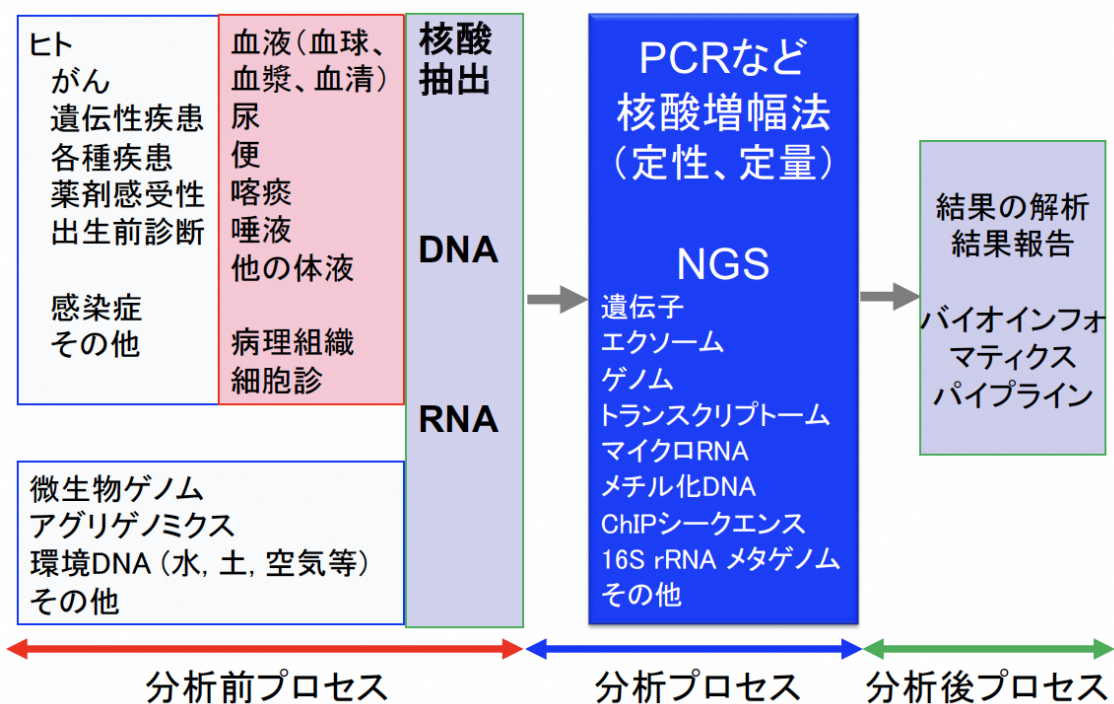 ヒト
がん
遺伝性疾患
各種疾患
薬剤感受性
出生前診断
感染症
その他
血液（血球、
血漿、血清）
尿
便
喀痰
唾液
他の体液
病理組織
細胞診
微生物ゲノム
アグリゲノミクス
環境DNA（水, 土, 空気等）
その他
核酸
抽出
DNA
RNA
PCRなど
核酸増幅法
（定性、定量）
NGS
遺伝子
エクソーム
ゲノム
トランスクリプトーム
マイクロRNA
メチル化DNA
ChIPシークエンス
16S rRNA メタゲノム
その他
結果の解析
結果報告
バイオインフォ
マティクス
パイプライン
分析前プロセス
分析プロセス
分析後プロセス